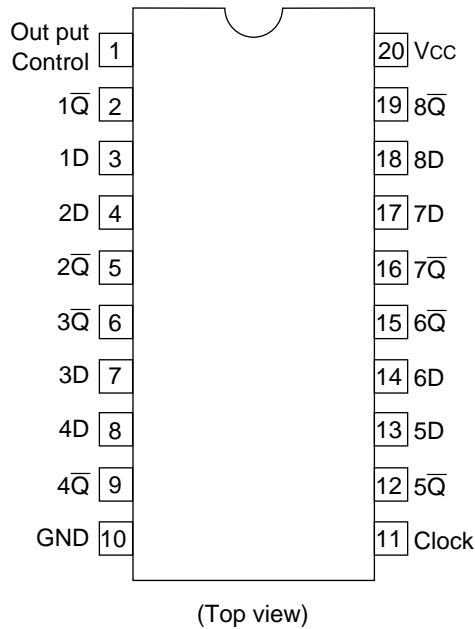 Out put
Control 1
1Q̅ 2
1D 3
2D 4
2Q̅ 5
3Q̅ 6
3D 7
4D 8
4Q̅ 9
GND 10
20 Vcc
19 8Q̅
18 8D
17 7D
16 7Q̅
15 6Q̅
14 6D
13 5D
12 5Q̅
11 Clock
(Top view)